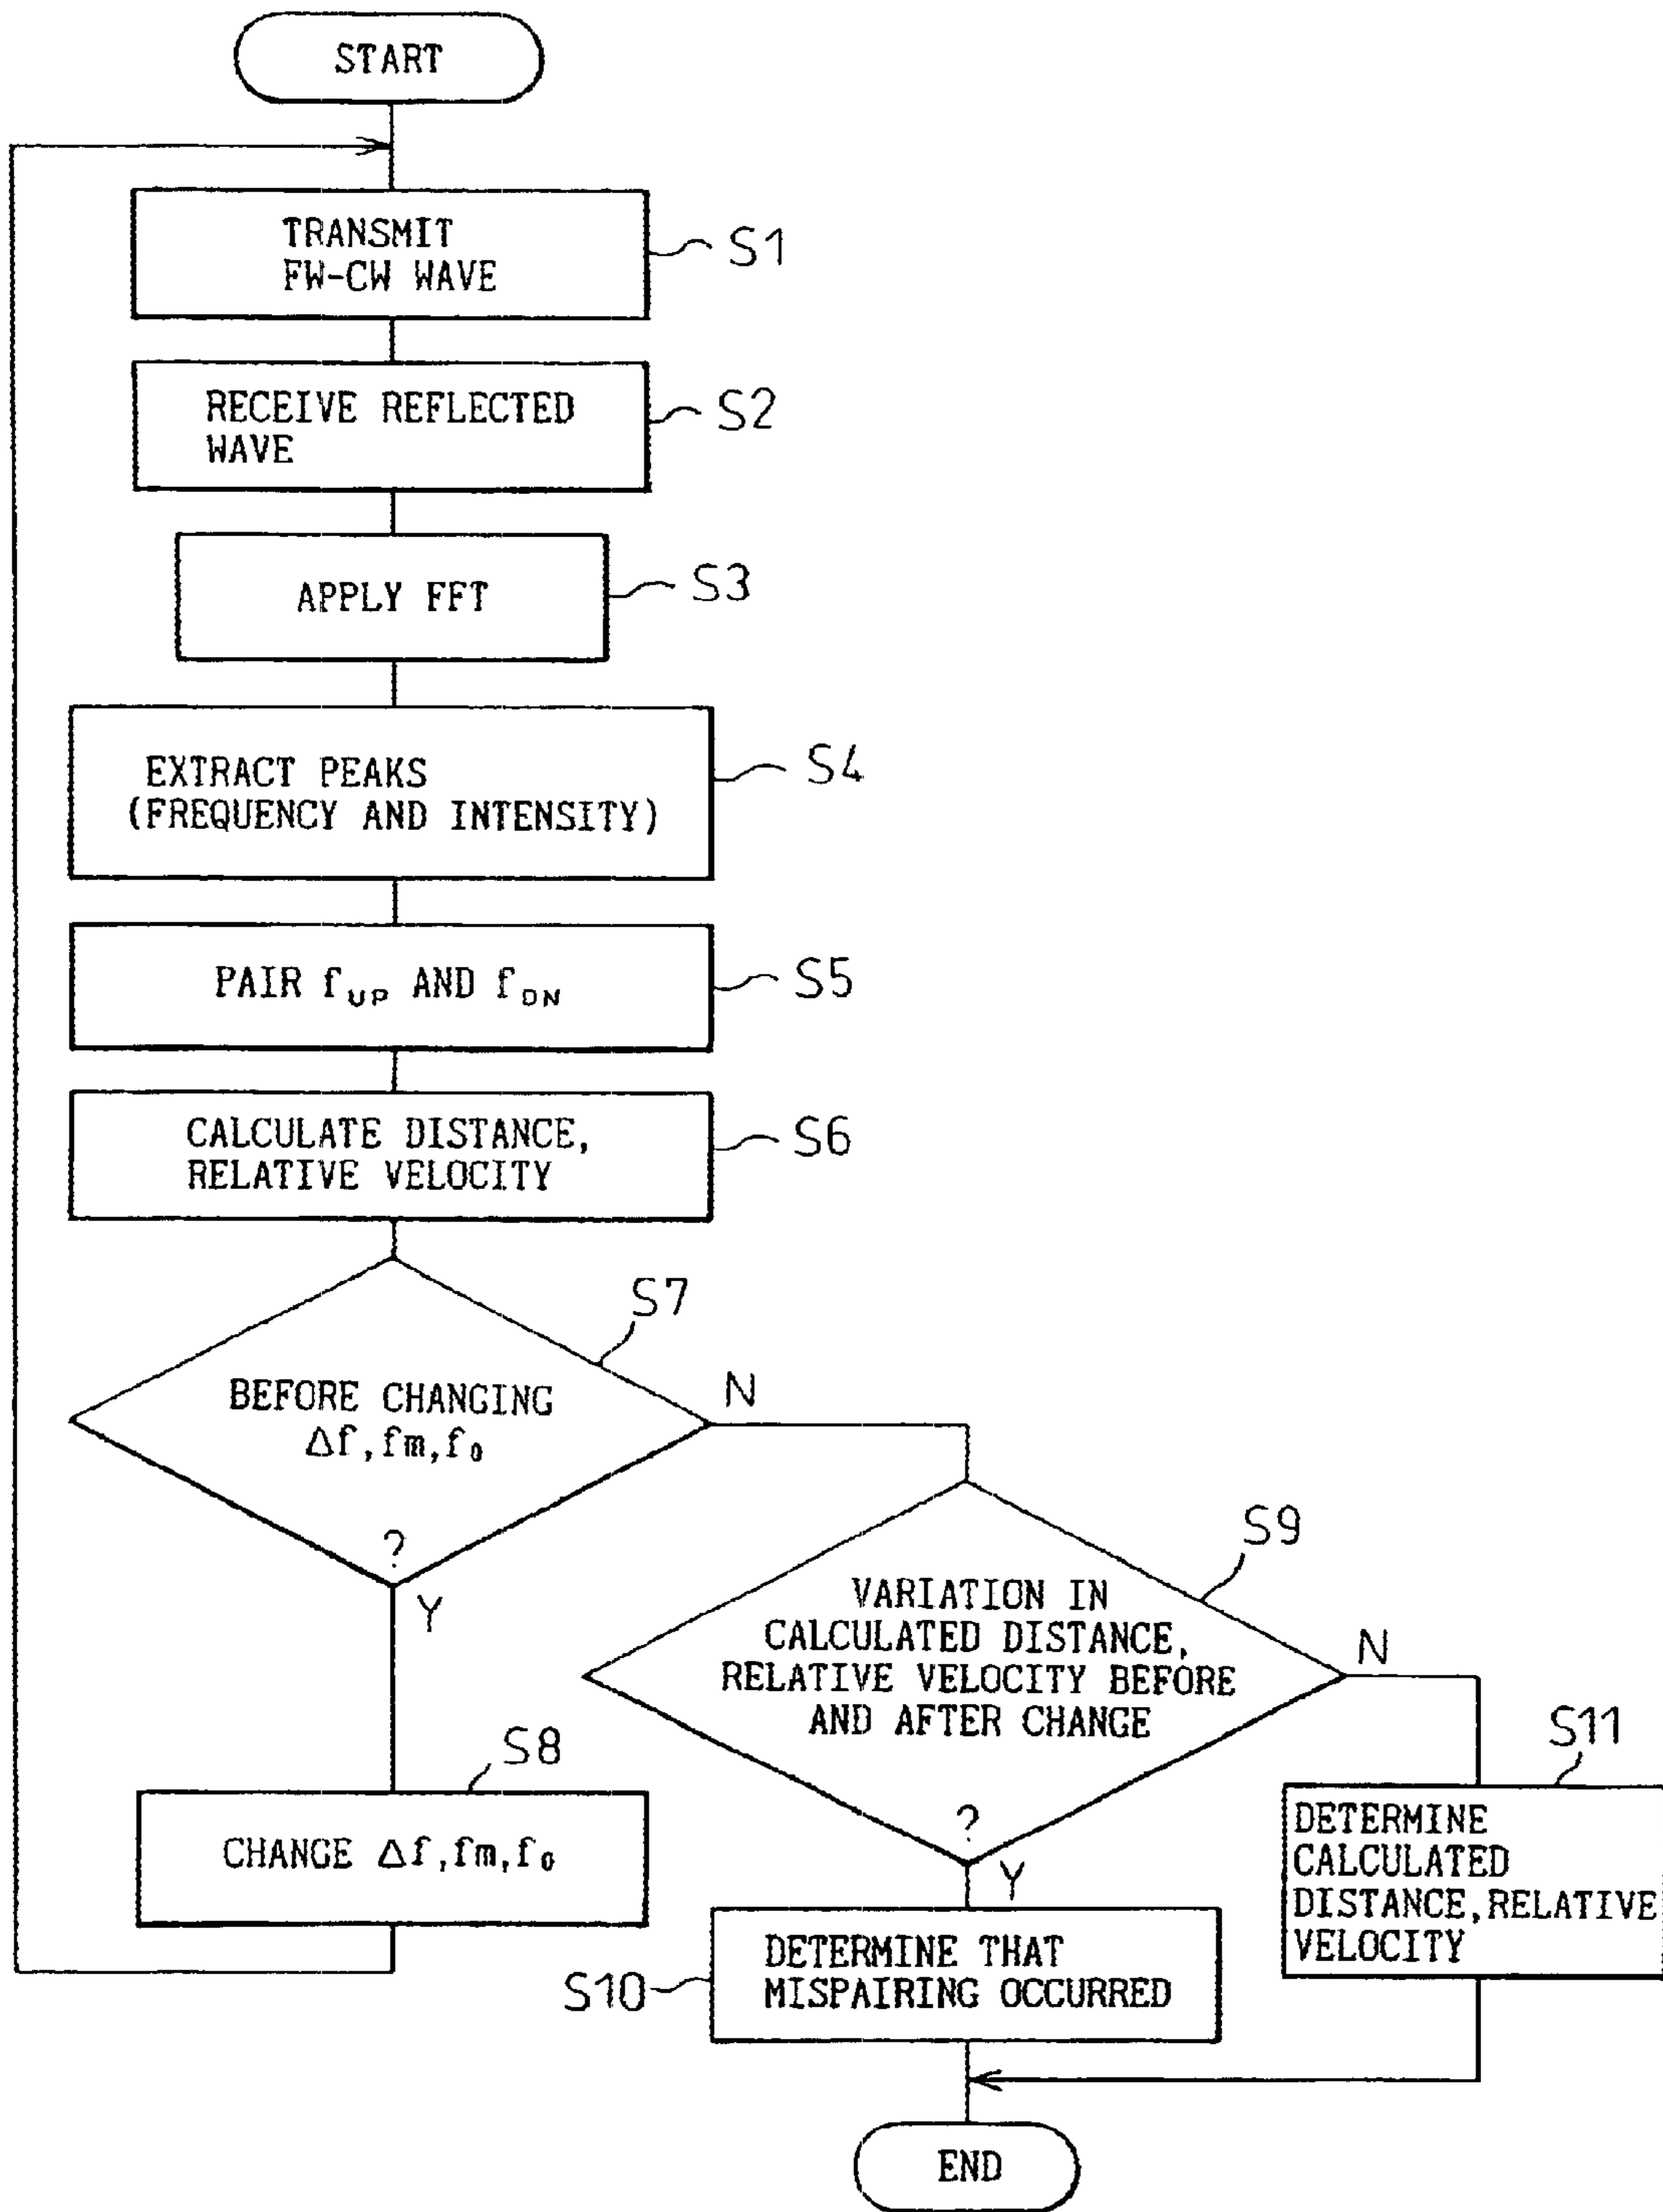 START
TRANSMIT
FW-CW WAVE
S1
RECEIVE REFLECTED
WAVE
S2
APPLY FFT
S3
EXTRACT PEAKS
(FREQUENCY AND INTENSITY)
S4
PAIR fUP AND fDN
S5
CALCULATE DISTANCE,
RELATIVE VELOCITY
S6
S7
BEFORE CHANGING
Δf,fm,f₀
?
N
Y
S8
CHANGE Δf,fm,f₀
S9
VARIATION IN
CALCULATED DISTANCE,
RELATIVE VELOCITY BEFORE
AND AFTER CHANGE
?
N
Y
S10
DETERMINE THAT
MISPAIRING OCCURRED
S11
DETERMINE
CALCULATED
DISTANCE,RELATIVE
VELOCITY
END